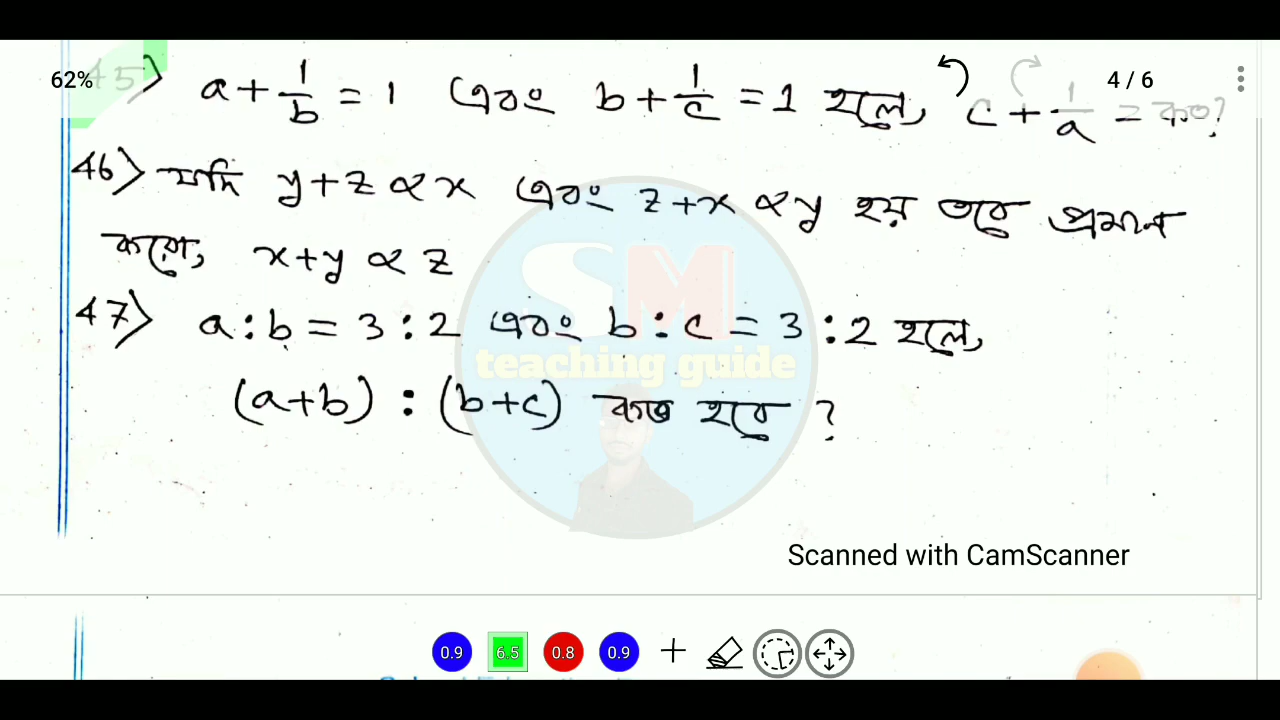 62%
4 / 6
45) a + 1/b = 1 এবং b + 1/c = 1 হলে, c + 1/a = কত?
46) যদি y+z ∝ x এবং z+x ∝ y হয় তবে প্রমান
করো, x+y ∝ z
47) a : b = 3 : 2 এবং b : c = 3 : 2 হলে,
(a+b) : (b+c) কত হবে ?
SM
teaching guide
Scanned with CamScanner
0.9 6.5 0.8 0.9